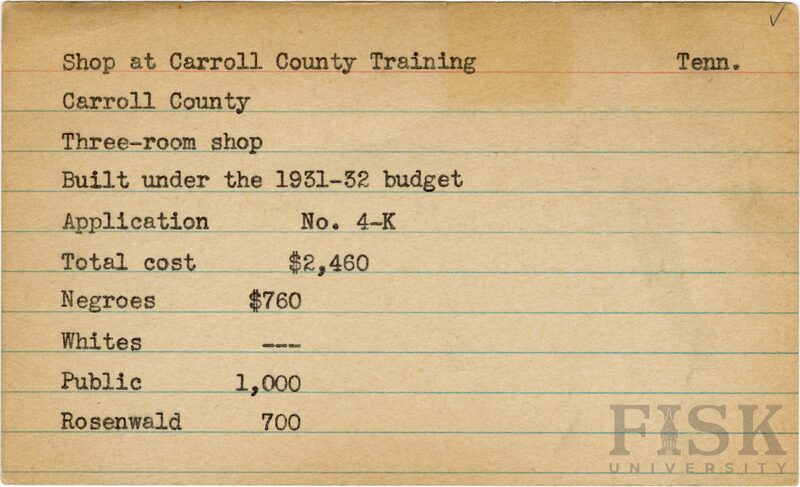 Shop at Carroll County Training Tenn.
Carroll County
Three-room shop
Built under the 1931-32 budget
Application No. 4-K
Total cost $2,460
Negroes $760
Whites ---
Public 1,000
Rosenwald 700
FISK
UNIVERSITY